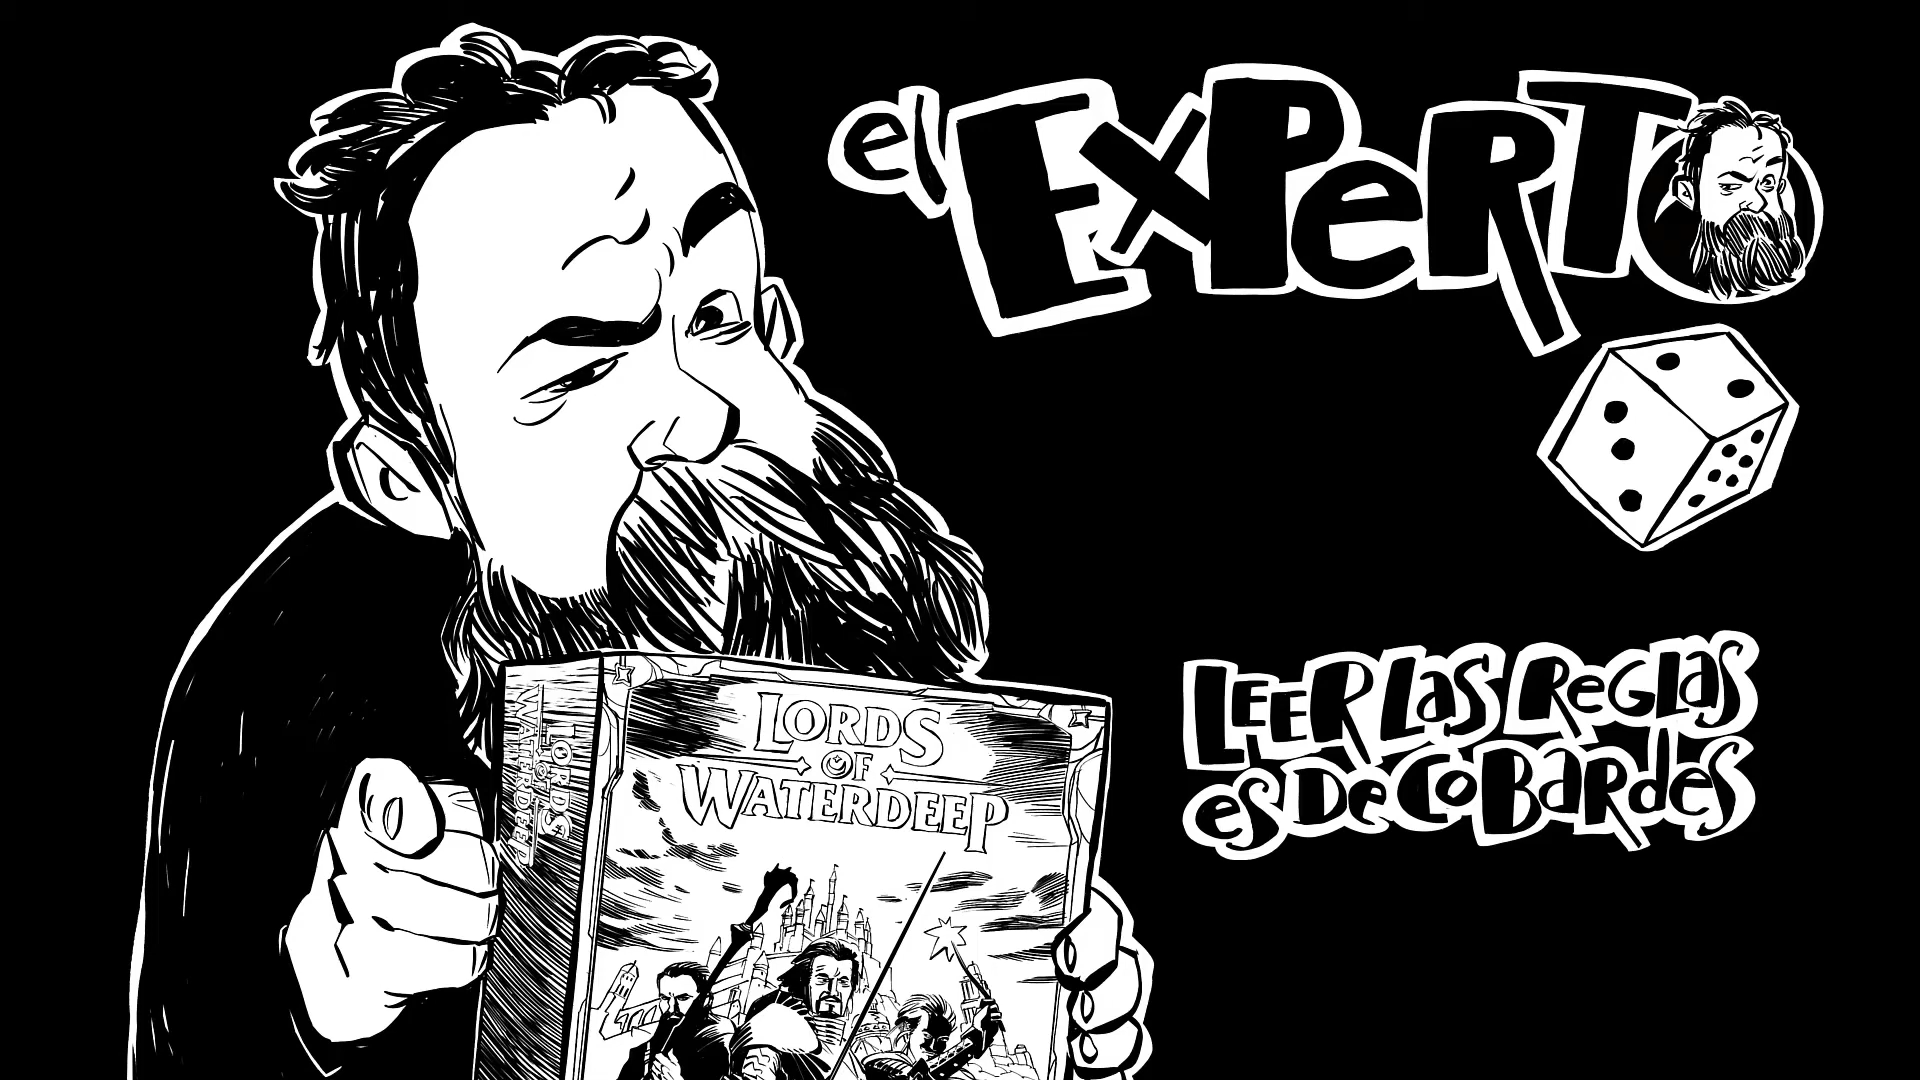 el EXPERTO
LEER LAS REGLAS
ES DE COBARDES
LORDS
OF
WATERDEEP
LORDS
OF
WATERDEEP